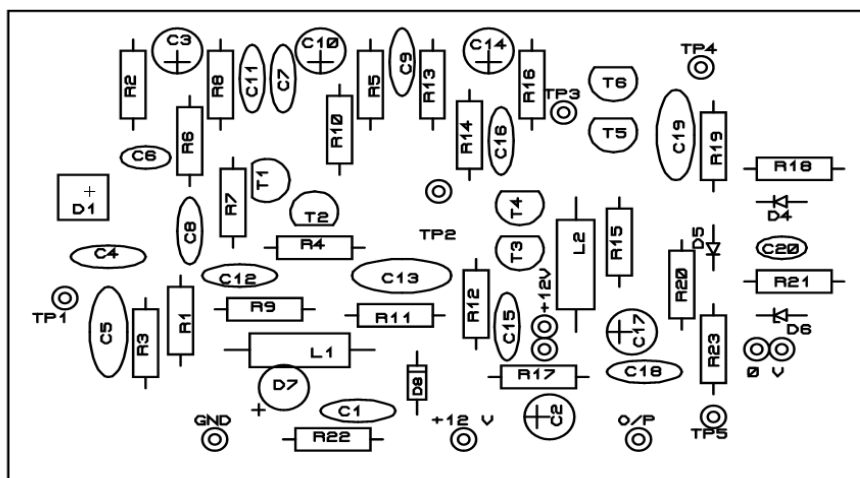 C3
C10
C14
TP4
R2
R8
C11
C7
R5
C9
R13
R16
T6
TP3
R6
R10
R14
C16
T5
C19
R19
C6
R18
D1
R7
T1
T2
T4
D4
C8
R4
TP2
T3
L2
R15
D5
C20
C4
C12
C13
R12
+12V
R20
R21
TP1
C5
R3
R1
R9
R11
C15
C17
D6
R23
L1
0 V
D7
D8
R17
C18
C1
C2
GND
+12 V
O/P
TP5
R22